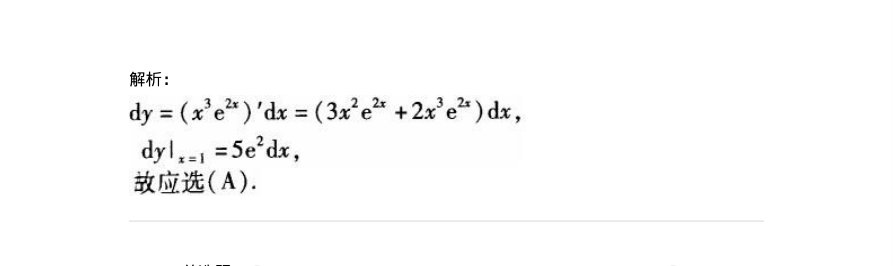 解析:
dy = (x³e²ˣ)′dx = (3x²e²ˣ + 2x³e²ˣ)dx,
dy|ₓ₌₁ = 5e²dx,
故应选(A).